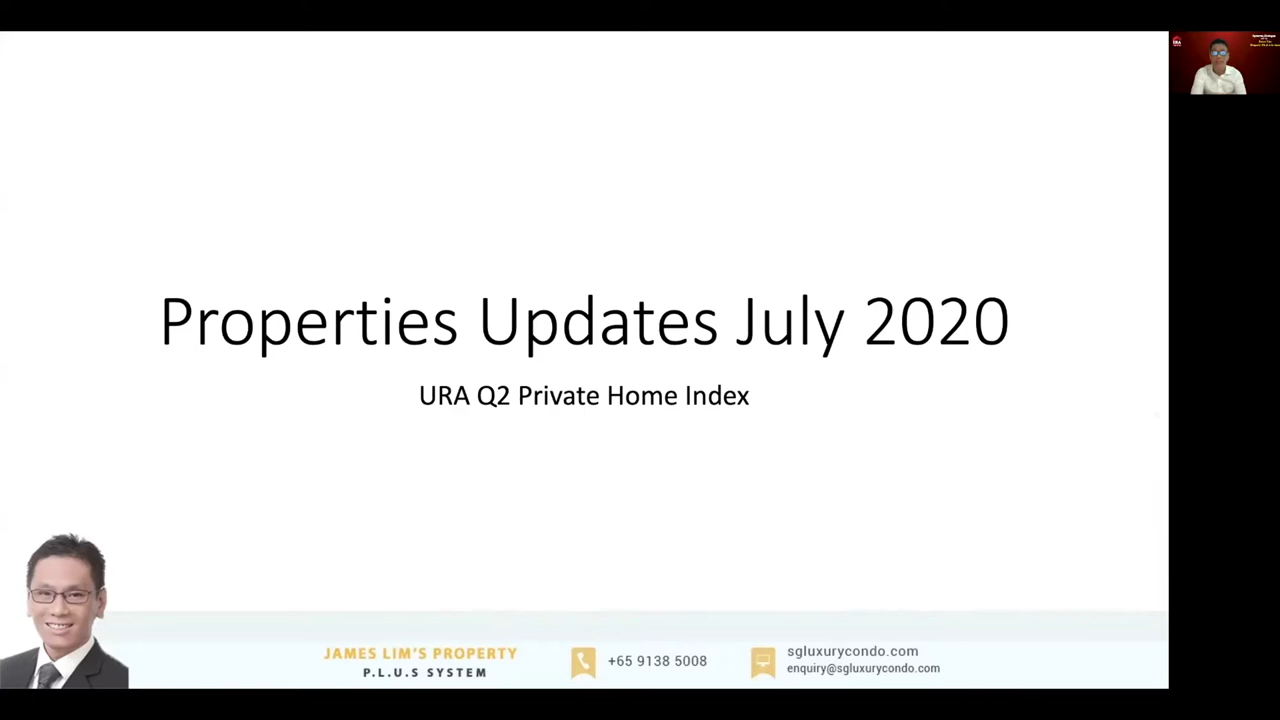 Properties Updates July 2020
URA Q2 Private Home Index
JAMES LIM'S PROPERTY
P.L.U.S SYSTEM
+65 9138 5008
sgluxurycondo.com
enquiry@sgluxurycondo.com
ERA